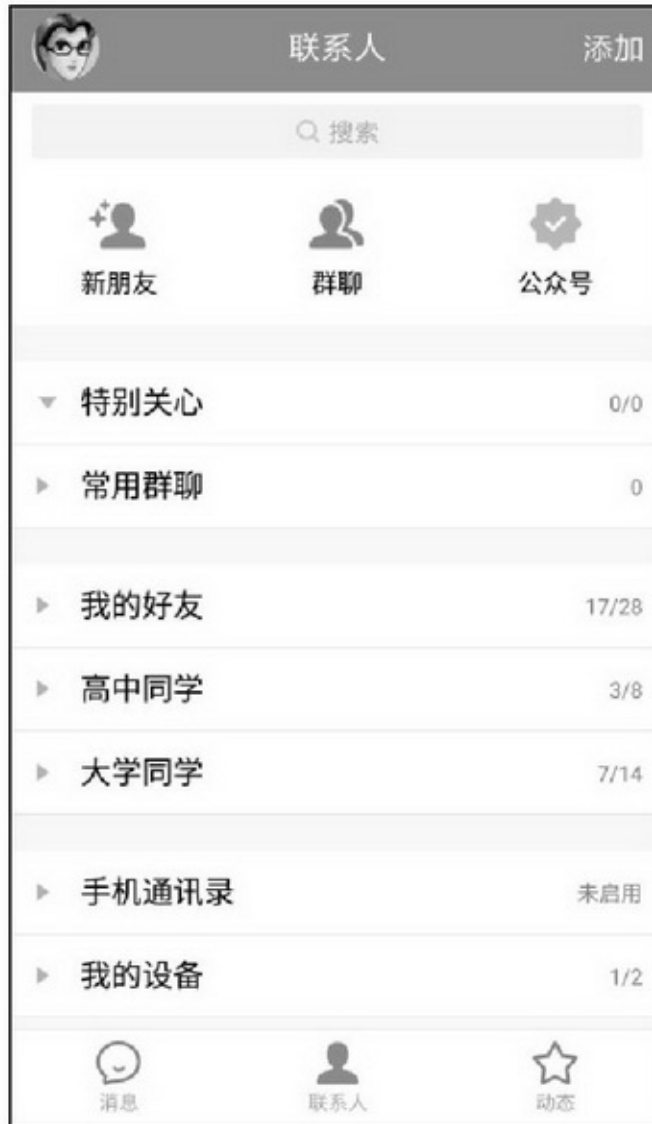 联系人 添加
搜索
新朋友 群聊 公众号
特别关心 0/0
常用群聊 0
我的好友 17/28
高中同学 3/8
大学同学 7/14
手机通讯录 未启用
我的设备 1/2
消息 联系人 动态